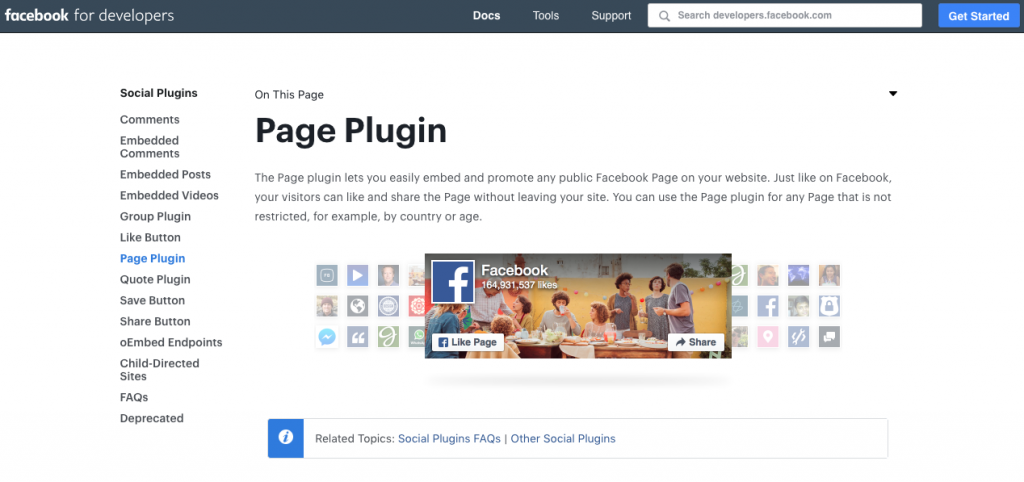 facebook for developers
Docs
Tools
Support
Search developers.facebook.com
Get Started
Social Plugins
Comments
Embedded
Comments
Embedded Posts
Embedded Videos
Group Plugin
Like Button
Page Plugin
Quote Plugin
Save Button
Share Button
oEmbed Endpoints
Child-Directed
Sites
FAQs
Deprecated
On This Page
Page Plugin
The Page plugin lets you easily embed and promote any public Facebook Page on your website. Just like on Facebook,
your visitors can like and share the Page without leaving your site. You can use the Page plugin for any Page that is not
restricted, for example, by country or age.
Facebook
164,931,537 likes
Like Page
Share
Related Topics: Social Plugins FAQs | Other Social Plugins